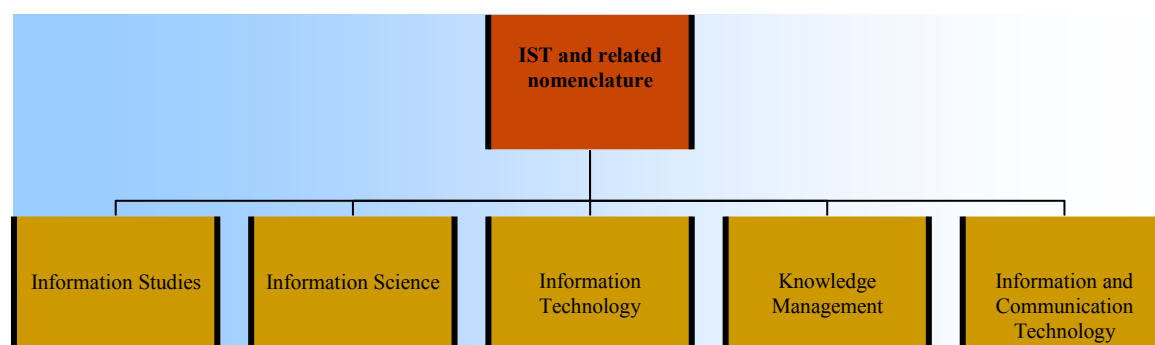 IST and related
nomenclature
Information Studies
Information Science
Information
Technology
Knowledge
Management
Information and
Communication
Technology